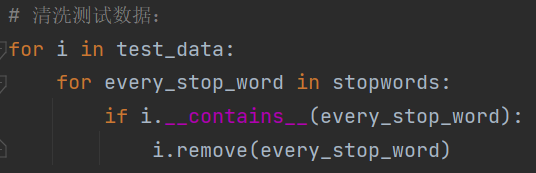 # 清洗测试数据：
for i in test_data:
    for every_stop_word in stopwords:
        if i.__contains__(every_stop_word):
            i.remove(every_stop_word)